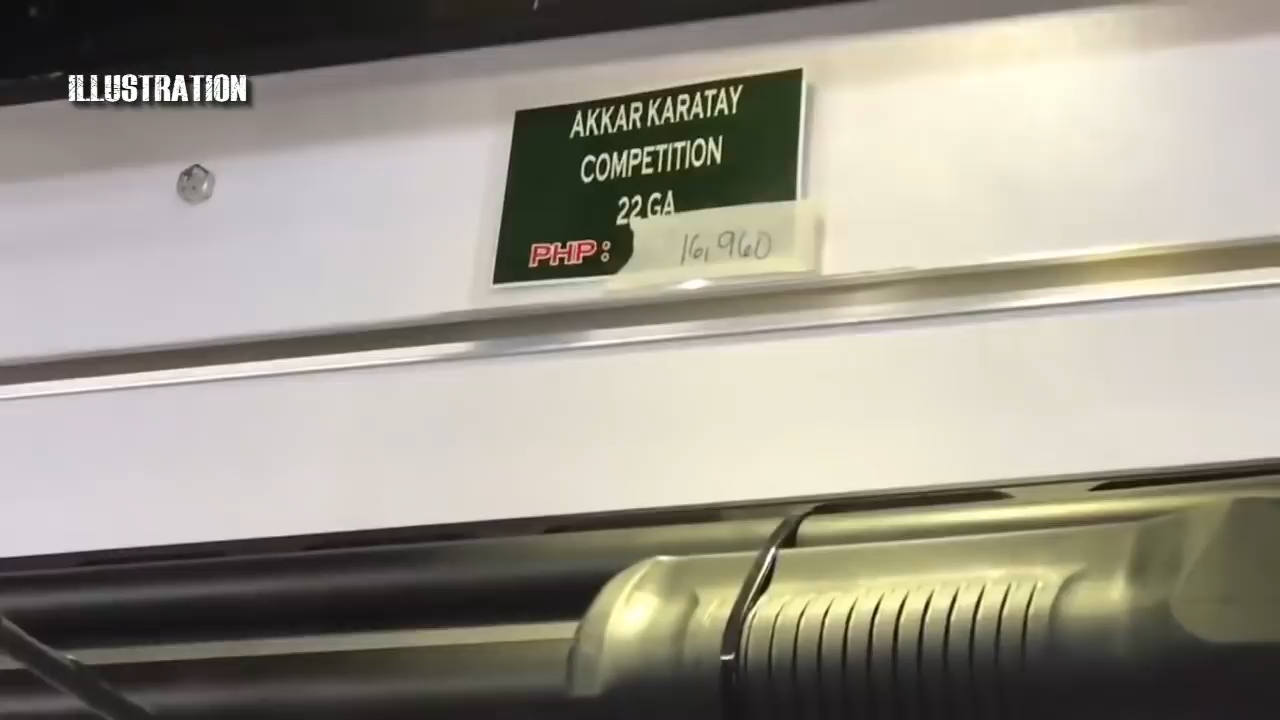 ILLUSTRATION
AKKAR KARATAY
COMPETITION
22 GA
PHP: 16,960